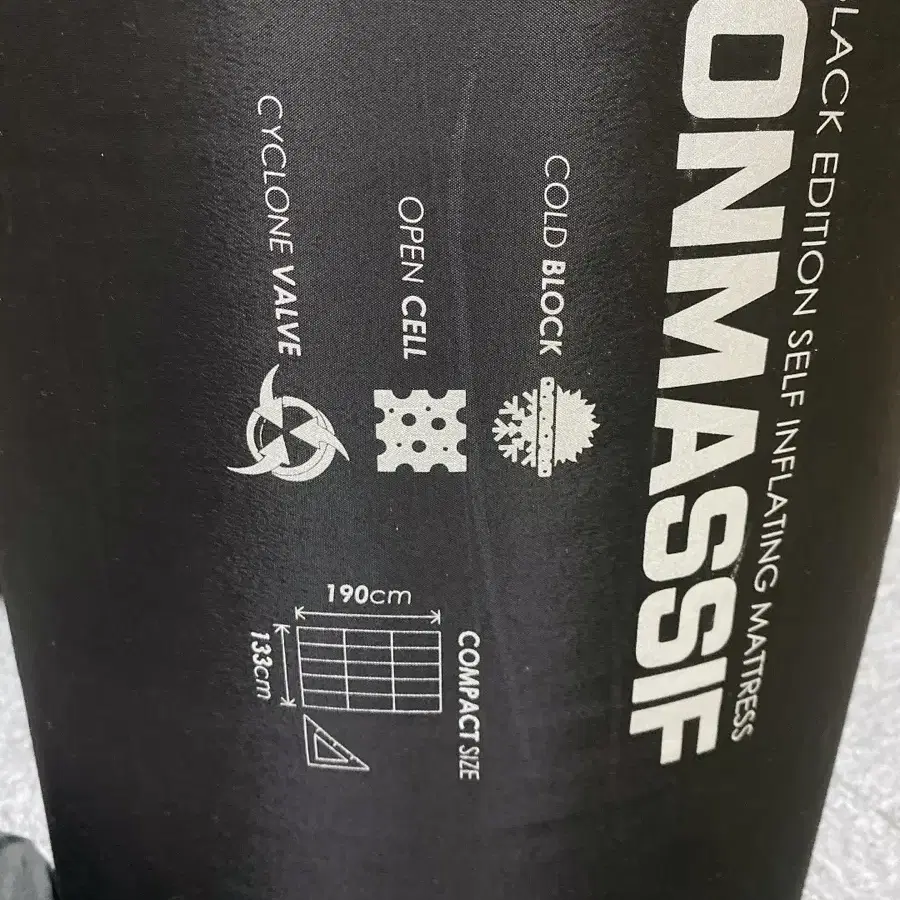 LACK EDITION SELF INFLATING MATTRESS
ONMASSIF
COLD BLOCK
OPEN CELL
CYCLONE VALVE
COMPACT SIZE
190cm
133cm